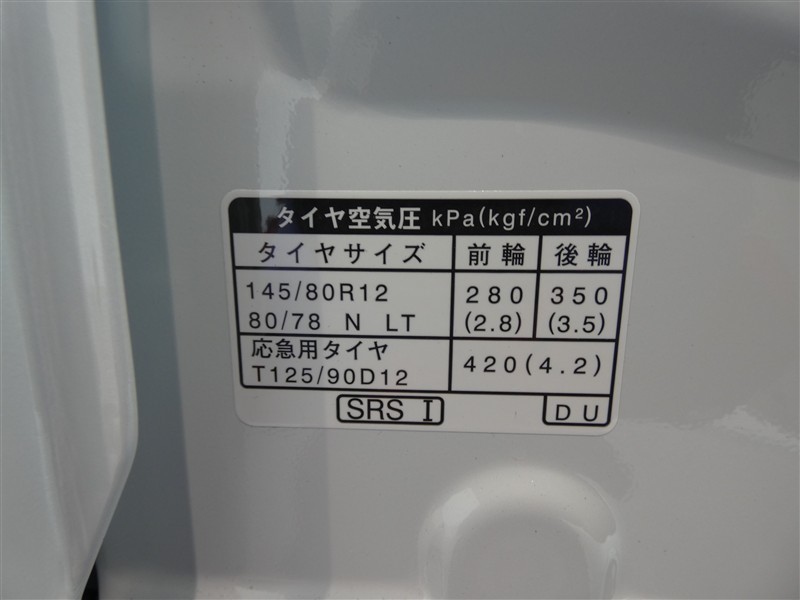 タイヤ空気圧 kPa(kgf/cm²)
タイヤサイズ 前輪 後輪
145/80R12 280 350
80/78 N LT (2.8) (3.5)
応急用タイヤ
T125/90D12 420(4.2)
SRS I DU